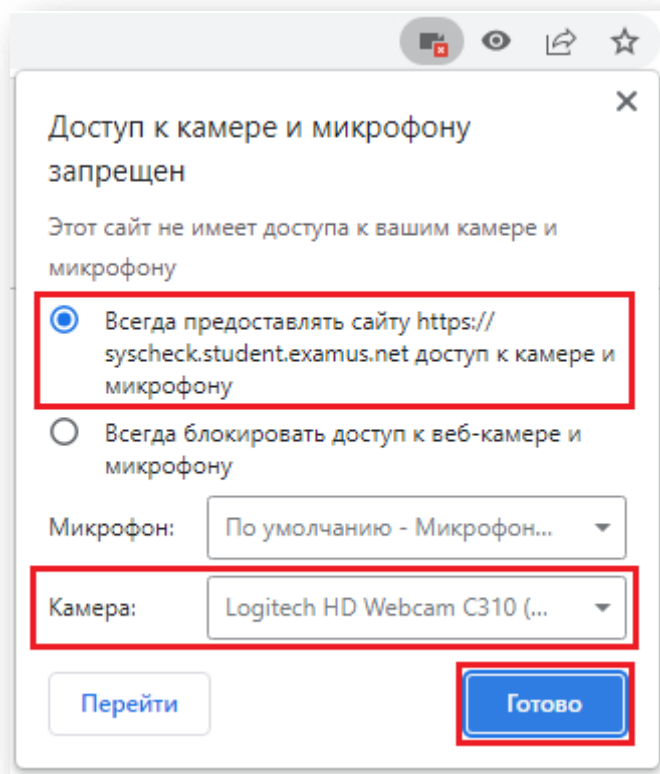 Доступ к камере и микрофону
запрещен
Этот сайт не имеет доступа к вашим камере и
микрофону
Всегда предоставлять сайту https://
syscheck.student.examus.net доступ к камере и
микрофону
Всегда блокировать доступ к веб-камере и
микрофону
Микрофон: По умолчанию - Микрофон...
Камера: Logitech HD Webcam C310 (...
Перейти Готово